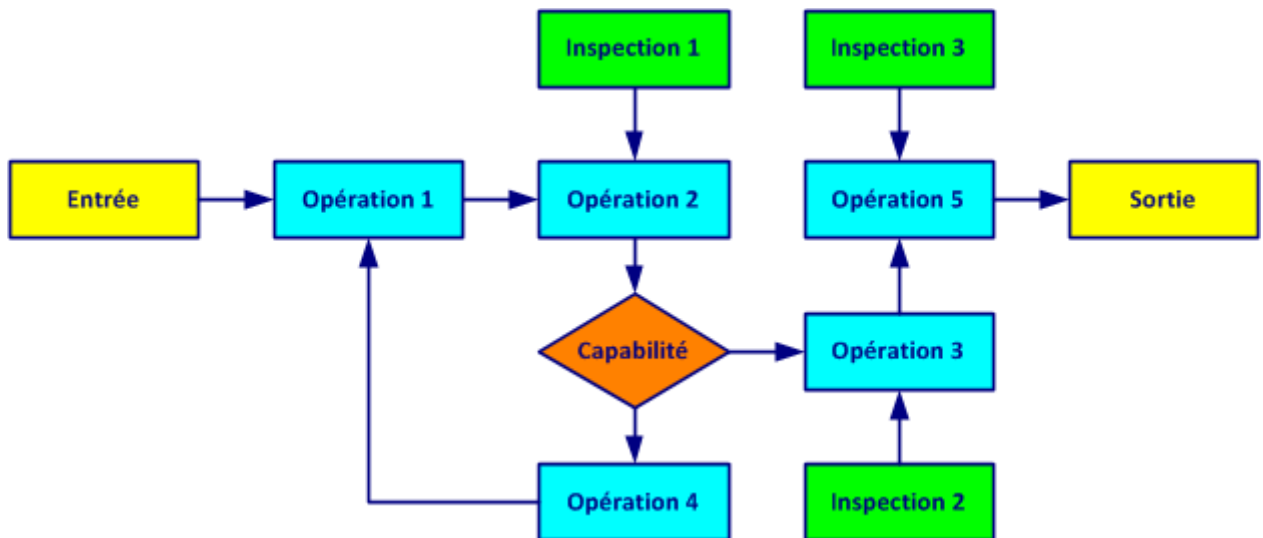 Inspection 1
Inspection 3
Entrée
Opération 1
Opération 2
Opération 5
Sortie
Capabilité
Opération 3
Opération 4
Inspection 2